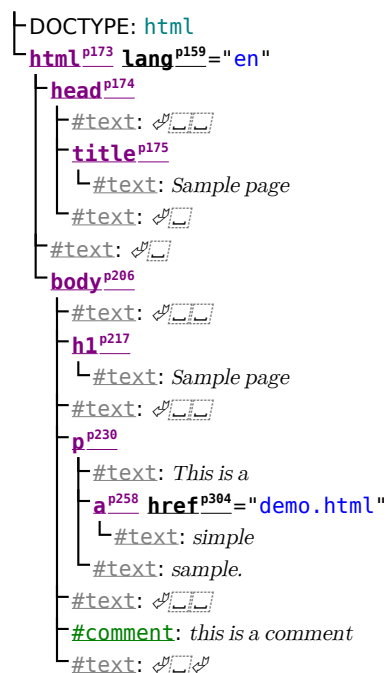 DOCTYPE: html
html p173 lang p159="en"
head p174
#text: ⏎␣␣
title p175
#text: Sample page
#text: ⏎␣
#text: ⏎␣
body p206
#text: ⏎␣␣
h1 p217
#text: Sample page
#text: ⏎␣␣
p p230
#text: This is a
a p258 href p304="demo.html"
#text: simple
#text: sample.
#text: ⏎␣␣
#comment: this is a comment
#text: ⏎␣⏎